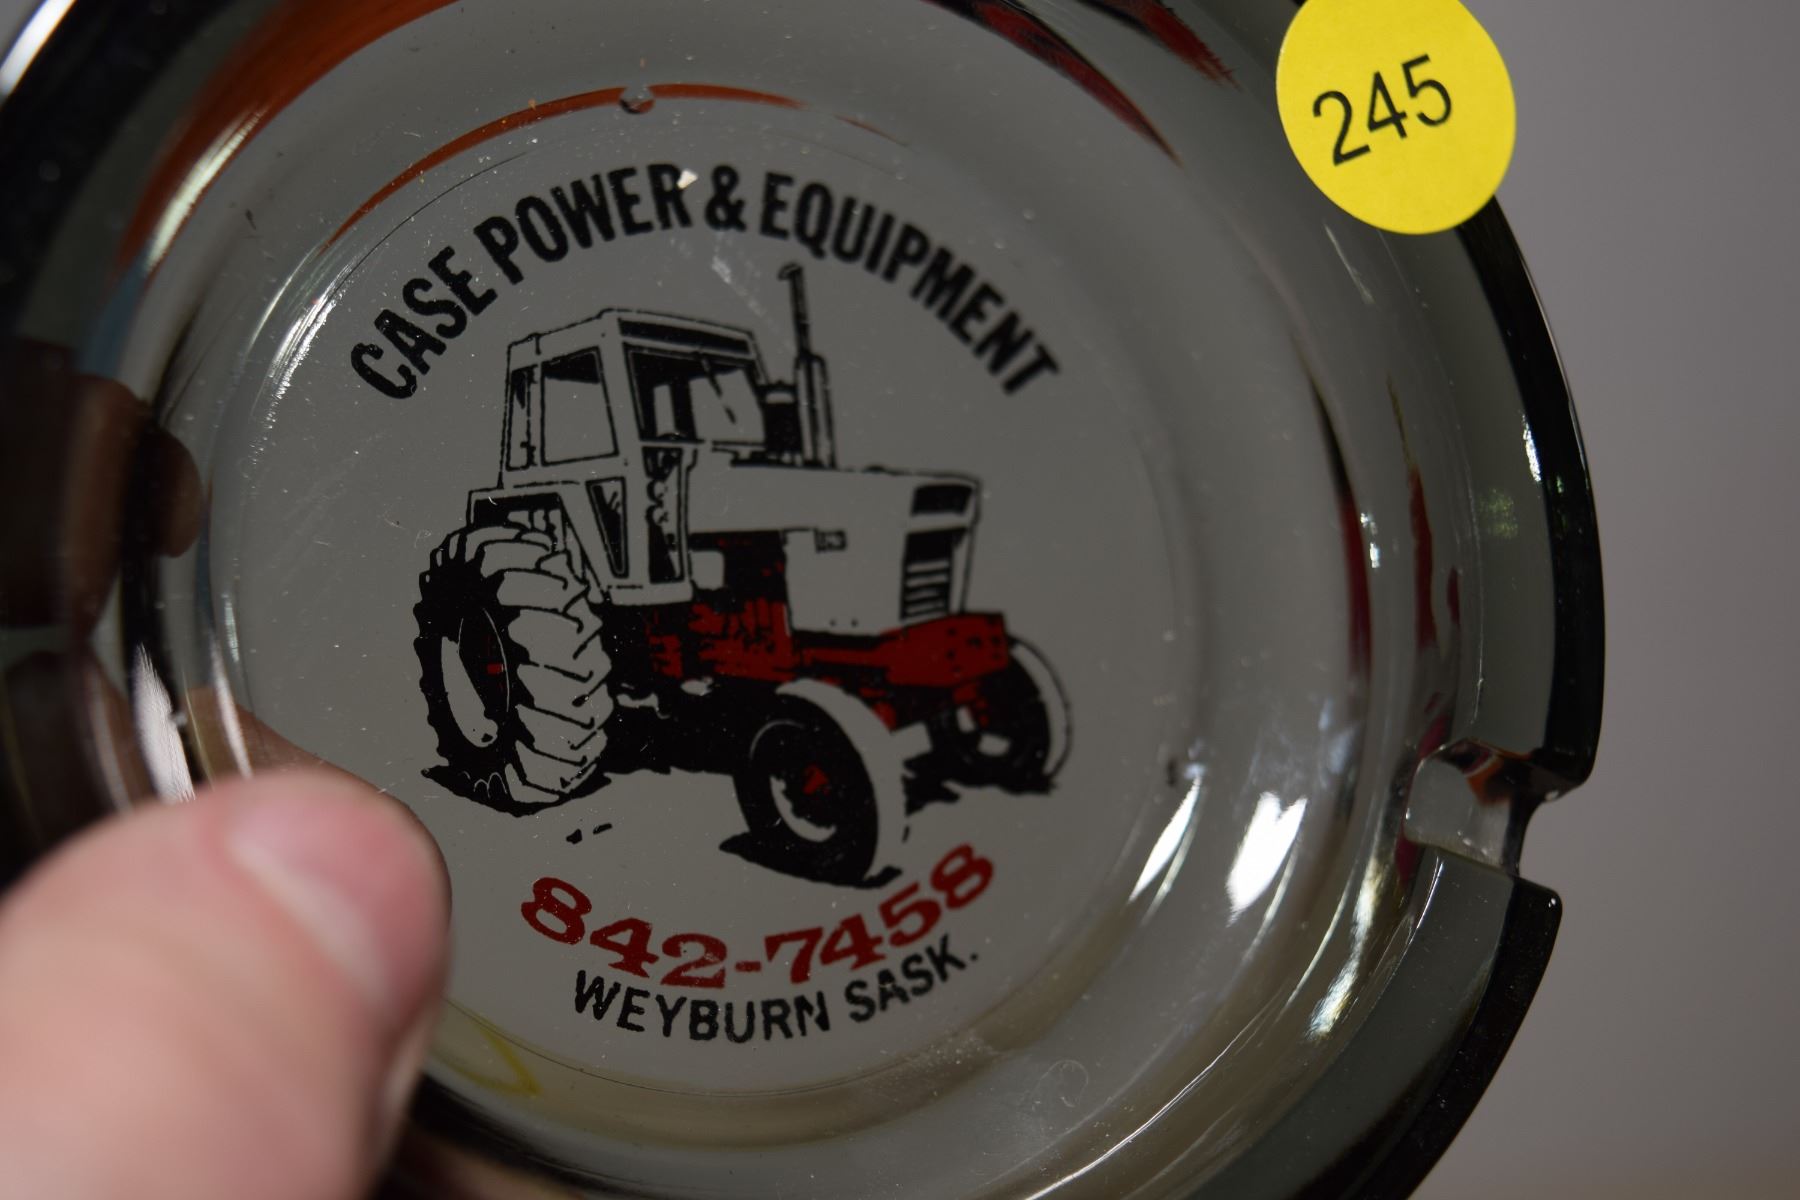 245
CASE POWER & EQUIPMENT
842-7458
WEYBURN SASK.